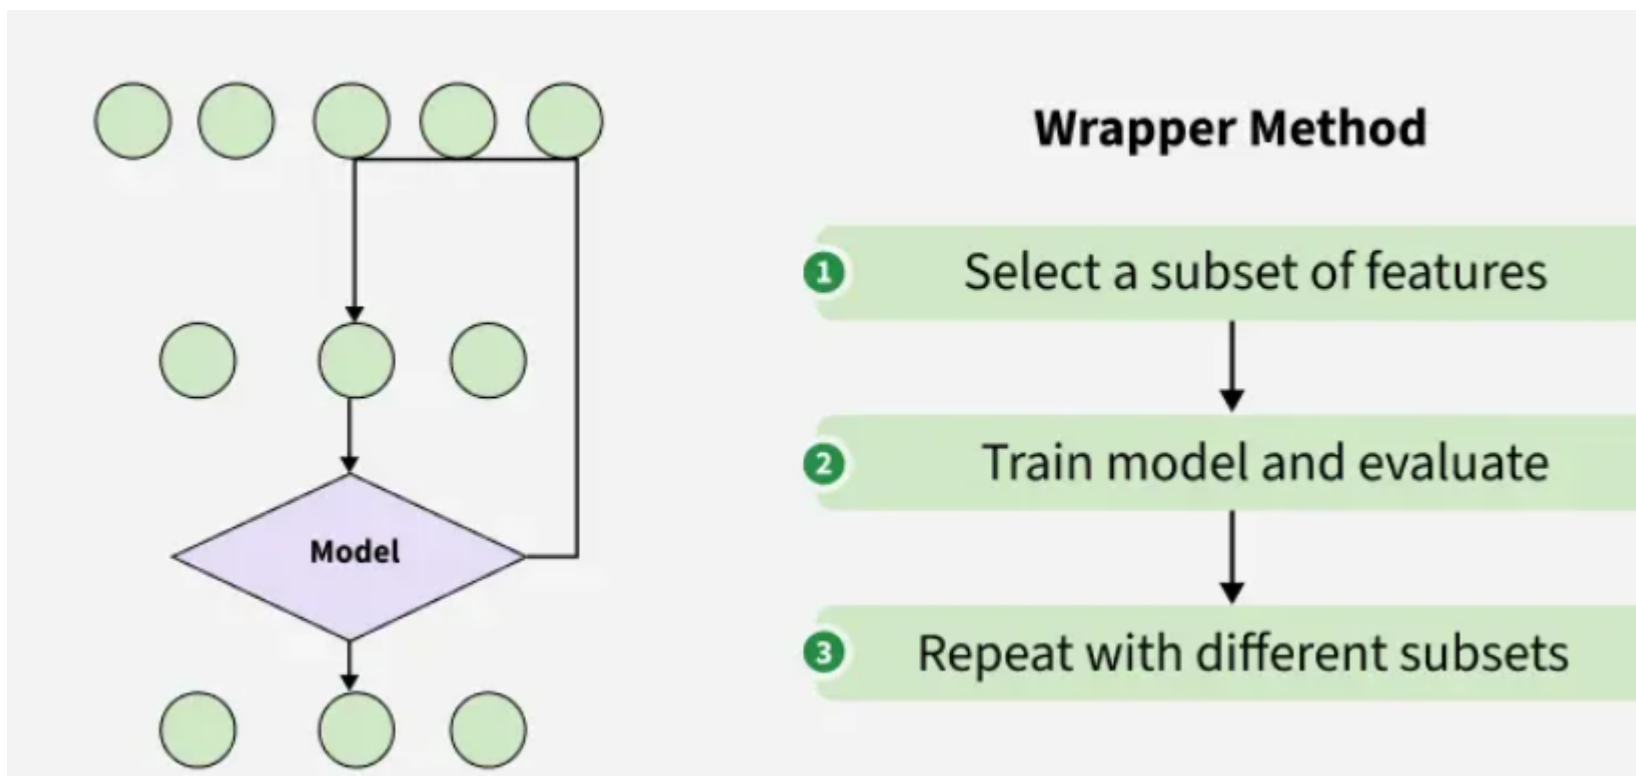 Wrapper Method
1 Select a subset of features
2 Train model and evaluate
Model
3 Repeat with different subsets